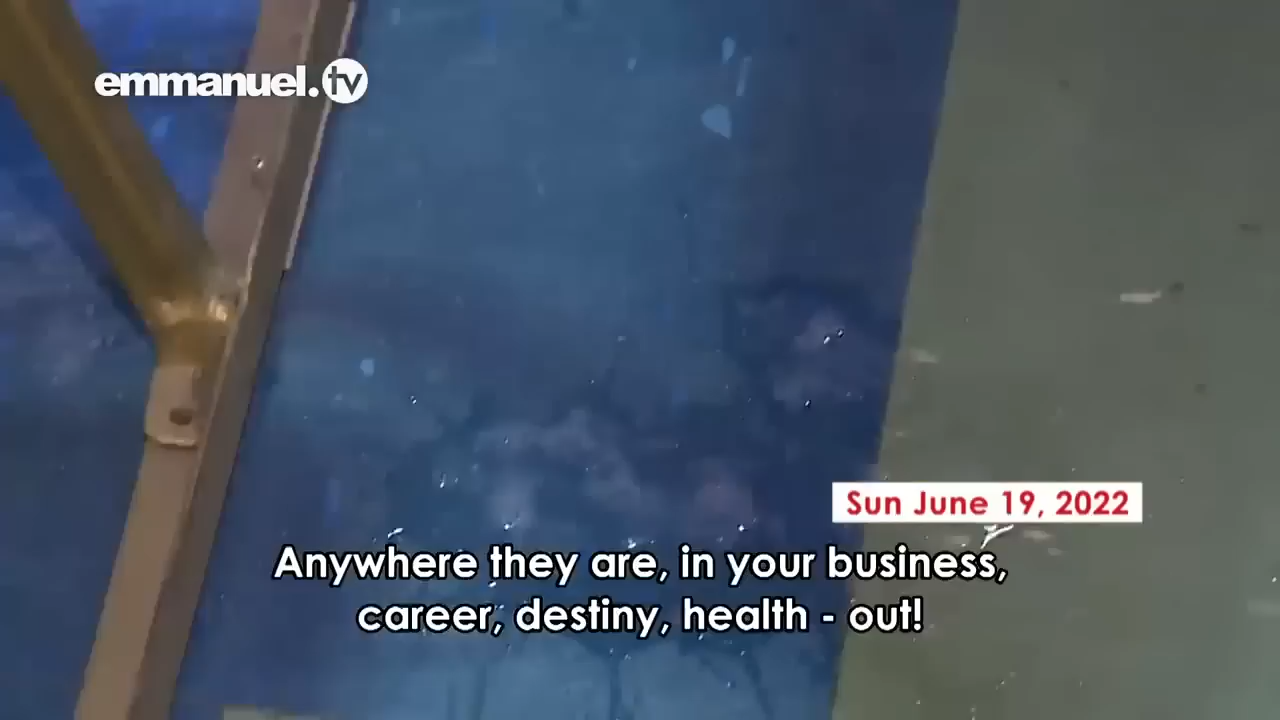 emmanuel.tv
Sun June 19, 2022
Anywhere they are, in your business,
career, destiny, health - out!